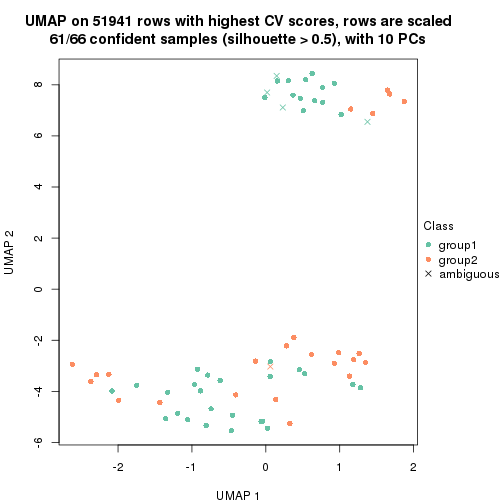 UMAP on 51941 rows with highest CV scores, rows are scaled
61/66 confident samples (silhouette > 0.5), with 10 PCs
8
6
4
2
0
-2
-4
-6
UMAP 2
-2
-1
0
1
2
UMAP 1
Class
group1
group2
ambiguous